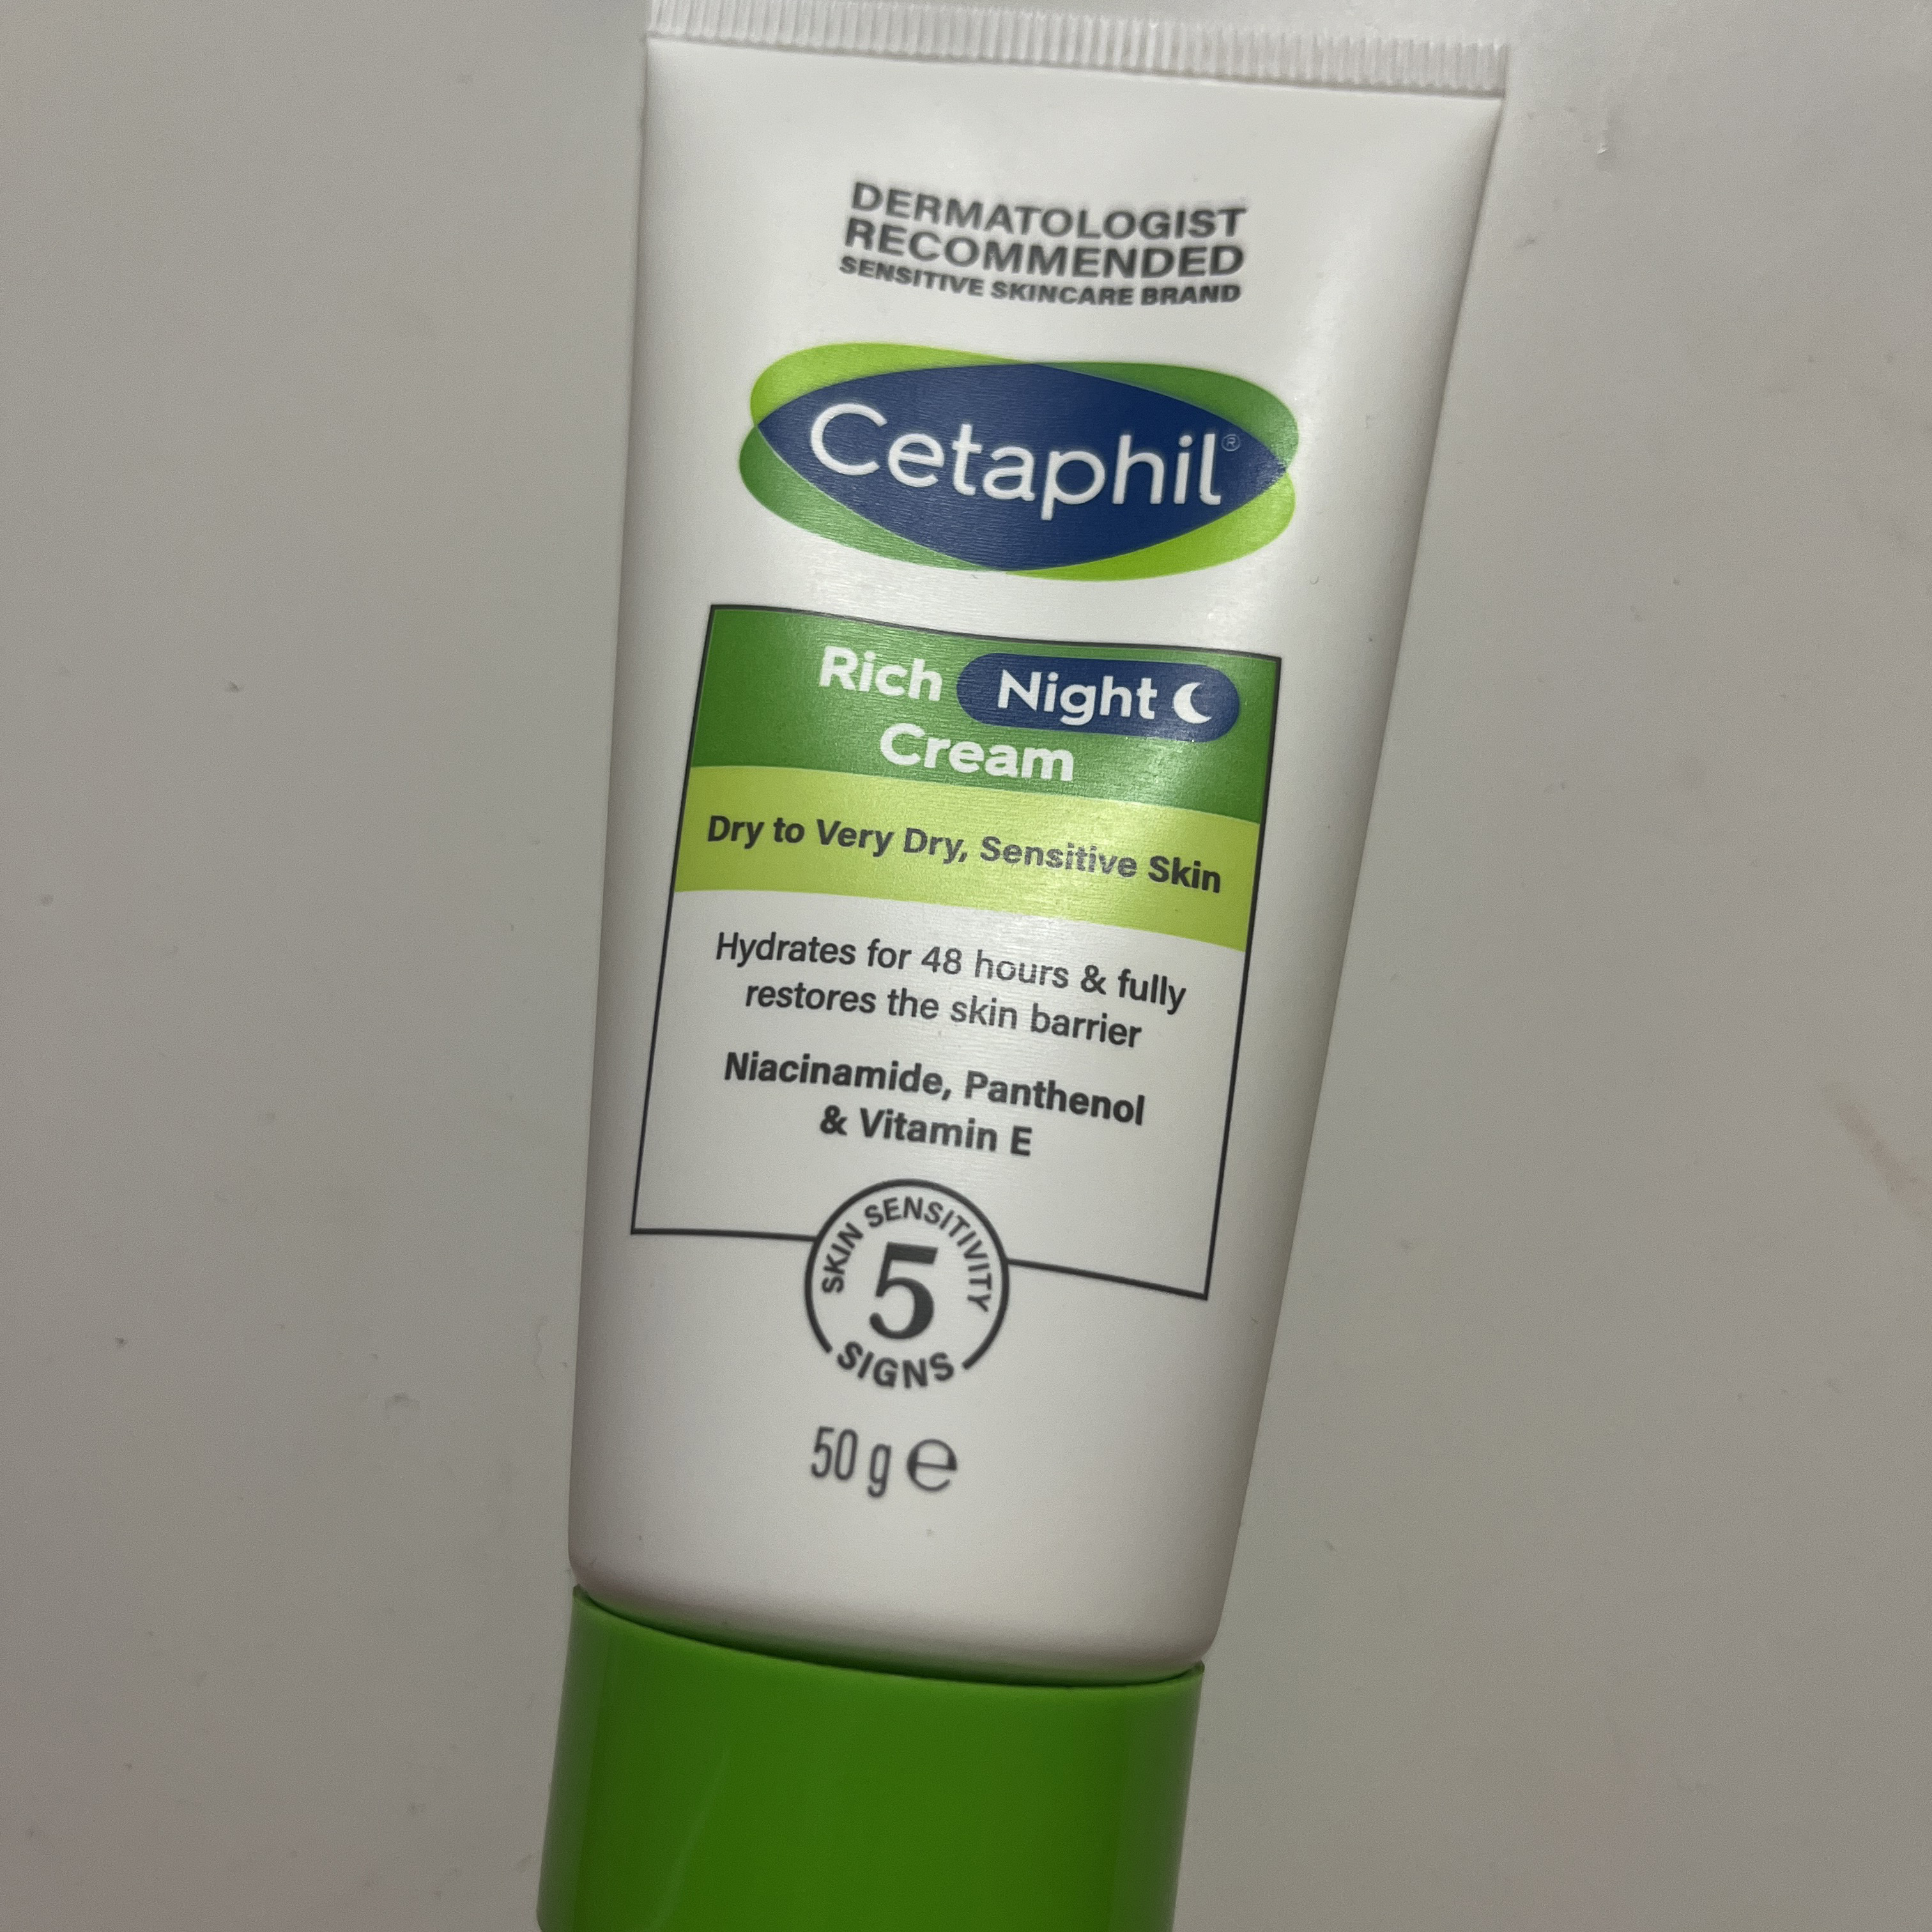 DERMATOLOGIST
RECOMMENDED
SENSITIVE SKINCARE BRAND
Cetaphil®
Rich Night
Cream
Dry to Very Dry, Sensitive Skin
Hydrates for 48 hours & fully
restores the skin barrier
Niacinamide, Panthenol
& Vitamin E
SKIN SENSITIVITY
5
SIGNS
50 g e